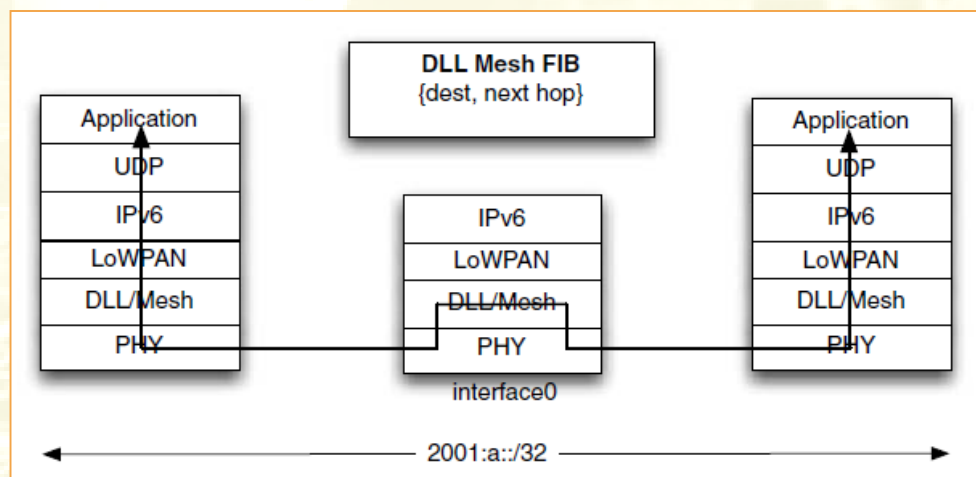 DLL Mesh FIB
{dest, next hop}
Application
UDP
IPv6
LoWPAN
DLL/Mesh
PHY
IPv6
LoWPAN
DLL/Mesh
PHY
interface0
Application
UDP
IPv6
LoWPAN
DLL/Mesh
PHY
2001:a::/32